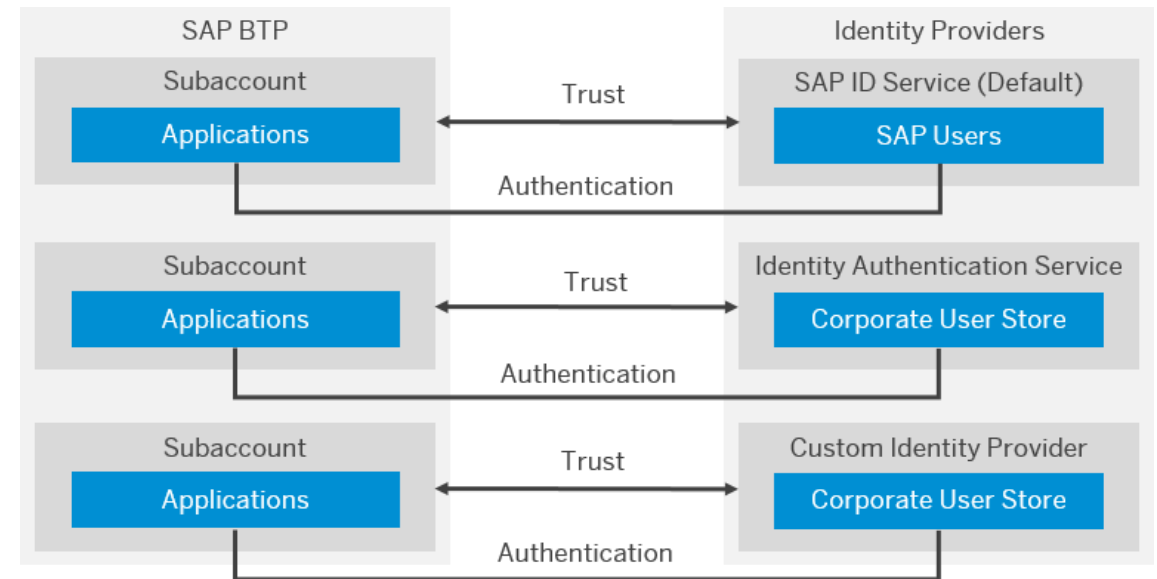 SAP BTP
Identity Providers
Subaccount
Applications
Trust
Authentication
SAP ID Service (Default)
SAP Users
Subaccount
Applications
Trust
Authentication
Identity Authentication Service
Corporate User Store
Subaccount
Applications
Trust
Authentication
Custom Identity Provider
Corporate User Store